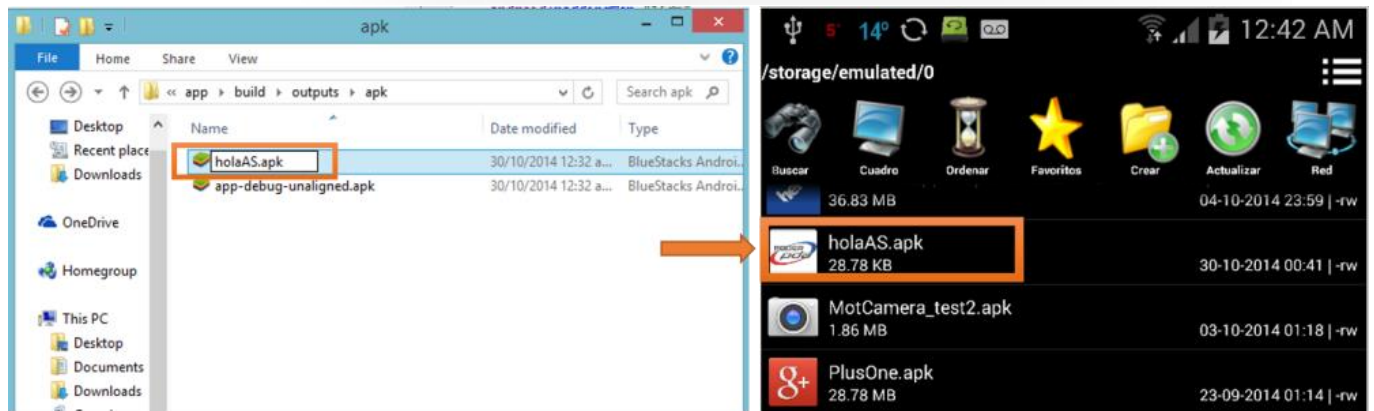 apk
File Home Share View
« app ▸ build ▸ outputs ▸ apk
Search apk
Desktop
Recent place
Downloads
OneDrive
Homegroup
This PC
Desktop
Documents
Downloads
Name Date modified Type
holaAS.apk 30/10/2014 12:32 a... BlueStacks Androi..
app-debug-unaligned.apk 30/10/2014 12:32 a... BlueStacks Androi..
5° 14° 12:42 AM
/storage/emulated/0
Buscar Cuadro Ordenar Favoritos Crear Actualizar Red
36.83 MB 04-10-2014 23:59 | -rw
holaAS.apk
28.78 KB 30-10-2014 00:41 | -rw
MotCamera_test2.apk
1.86 MB 03-10-2014 01:18 | -rw
PlusOne.apk
28.78 MB 23-09-2014 01:14 | -rw